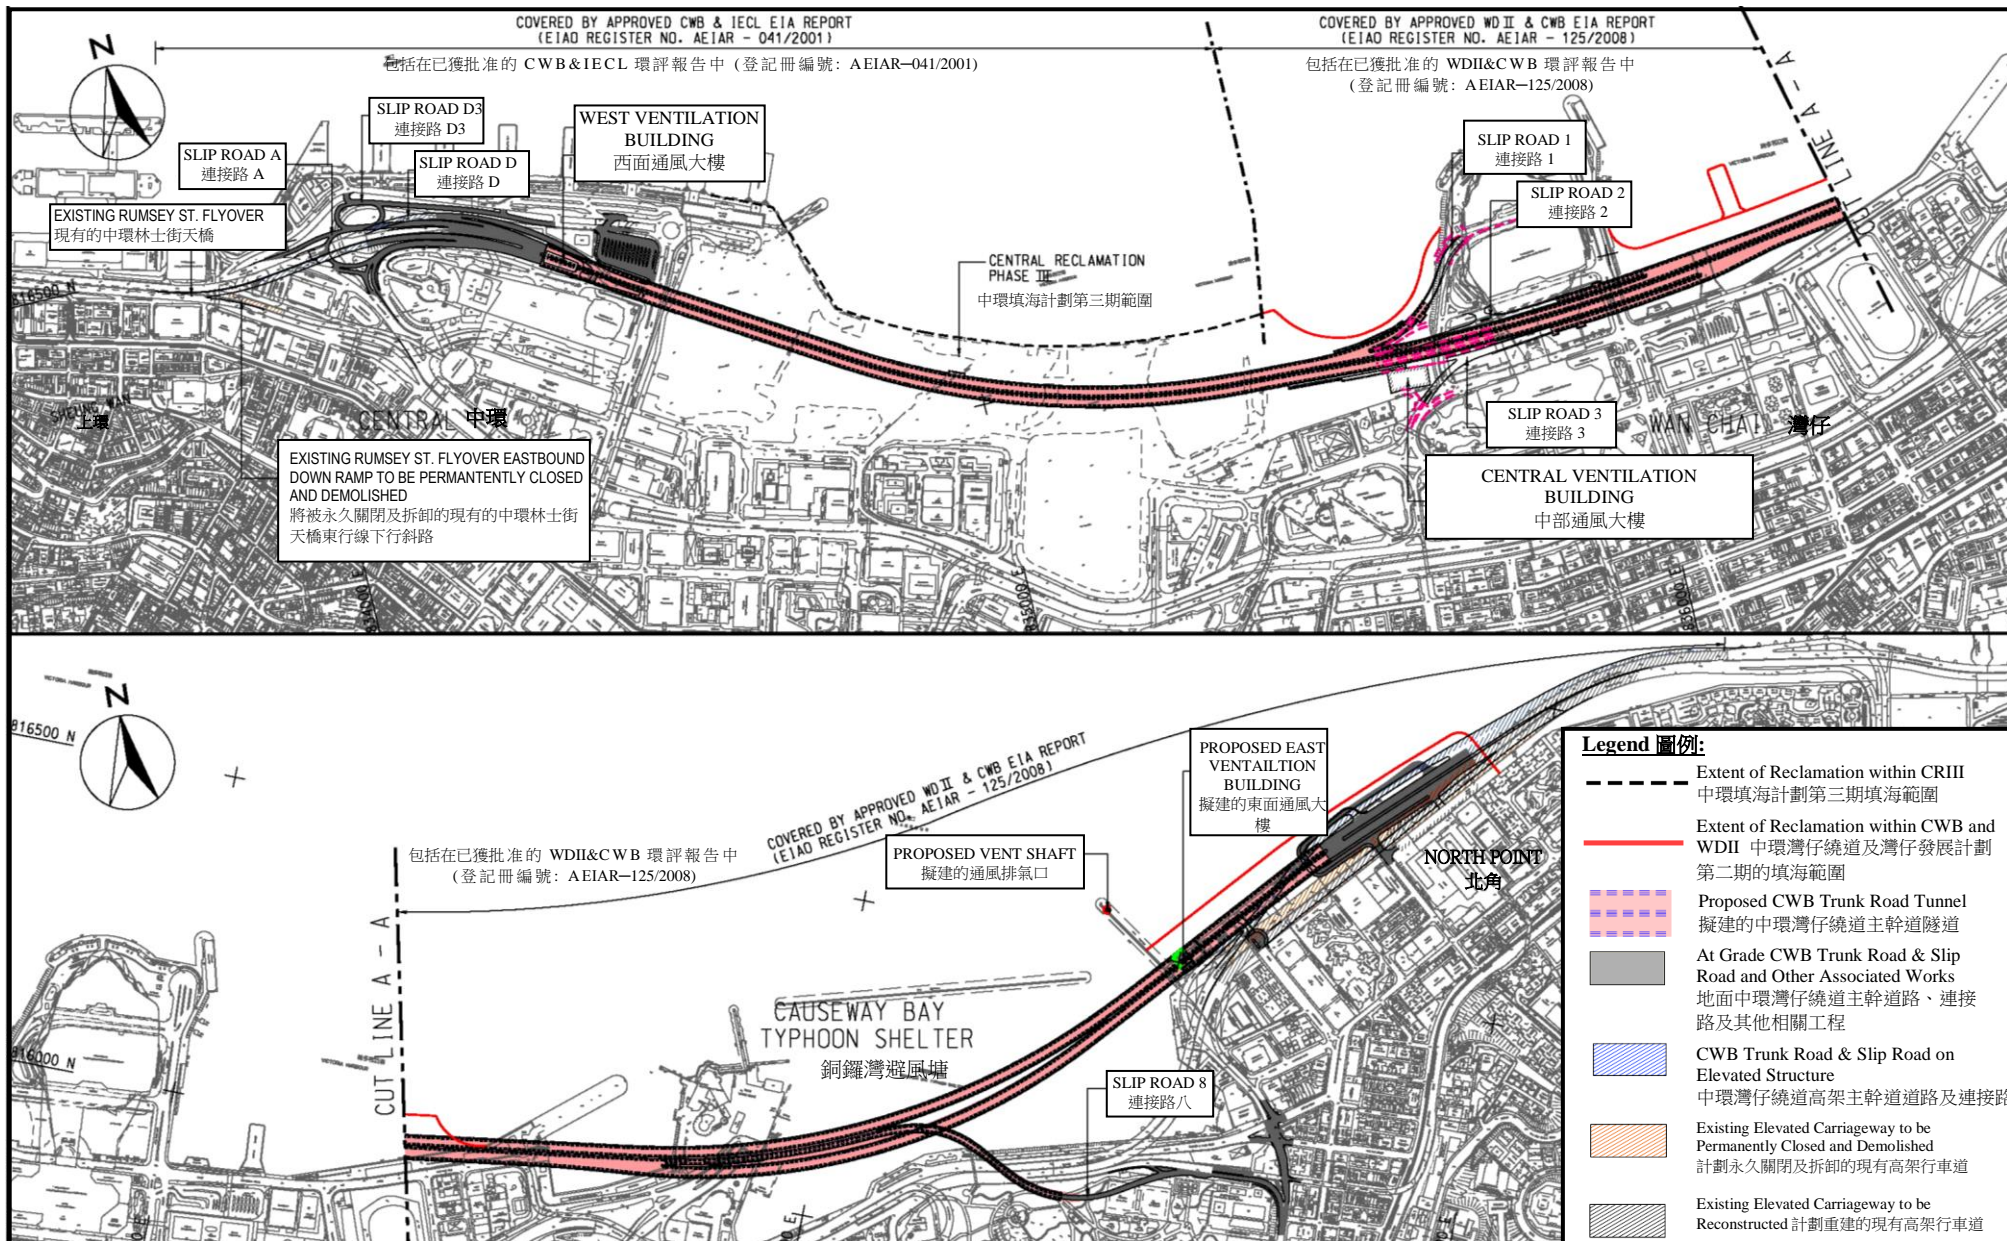 COVERED BY APPROVED CWB & IECL EIA REPORT
(EIAO REGISTER NO. AEIAR - 041/2001)
包括在已獲批准的 CWB&IECL 環評報告中 (登記冊編號: AEIAR—041/2001)
COVERED BY APPROVED WDII & CWB EIA REPORT
(EIAO REGISTER NO. AEIAR - 125/2008)
包括在已獲批准的 WDII&CWB 環評報告中
(登記冊編號: AEIAR—125/2008)
N
SLIP ROAD D3
連接路 D3
WEST VENTILATION
BUILDING
西面通風大樓
SLIP ROAD A
連接路 A
SLIP ROAD D
連接路 D
EXISTING RUMSEY ST. FLYOVER
現有的中環林士街天橋
SLIP ROAD 1
連接路 1
SLIP ROAD 2
連接路 2
CUT LINE A - A
VICTORIA HARBOUR
CENTRAL RECLAMATION
PHASE III
中環填海計劃第三期範圍
816500 N
SHEUNG WAN
上環
CENTRAL 中環
SLIP ROAD 3
連接路 3
WAN CHAI 灣仔
EXISTING RUMSEY ST. FLYOVER EASTBOUND
DOWN RAMP TO BE PERMANTENTLY CLOSED
AND DEMOLISHED
將被永久關閉及拆卸的現有的中環林士街
天橋東行線下行斜路
CENTRAL VENTILATION
BUILDING
中部通風大樓
N
VICTORIA HARBOUR
816500 N
COVERED BY APPROVED WDII & CWB EIA REPORT
(EIAO REGISTER NO. AEIAR - 125/2008)
包括在已獲批准的 WDII&CWB 環評報告中
(登記冊編號: AEIAR—125/2008)
PROPOSED EAST
VENTAILTION
BUILDING
擬建的東面通風大
樓
PROPOSED VENT SHAFT
擬建的通風排氣口
NORTH POINT
北角
CUT LINE A - A
CAUSEWAY BAY
TYPHOON SHELTER
銅鑼灣避風塘
816000 N
SLIP ROAD 8
連接路八
Legend 圖例:
Extent of Reclamation within CRIII
中環填海計劃第三期填海範圍
Extent of Reclamation within CWB and
WDII 中環灣仔繞道及灣仔發展計劃
第二期的填海範圍
Proposed CWB Trunk Road Tunnel
擬建的中環灣仔繞道主幹道隧道
At Grade CWB Trunk Road & Slip
Road and Other Associated Works
地面中環灣仔繞道主幹道路、連接
路及其他相關工程
CWB Trunk Road & Slip Road on
Elevated Structure
中環灣仔繞道高架主幹道道路及連接路
Existing Elevated Carriageway to be
Permanently Closed and Demolished
計劃永久關閉及拆卸的現有高架行車道
Existing Elevated Carriageway to be
Reconstructed 計劃重建的現有高架行車道